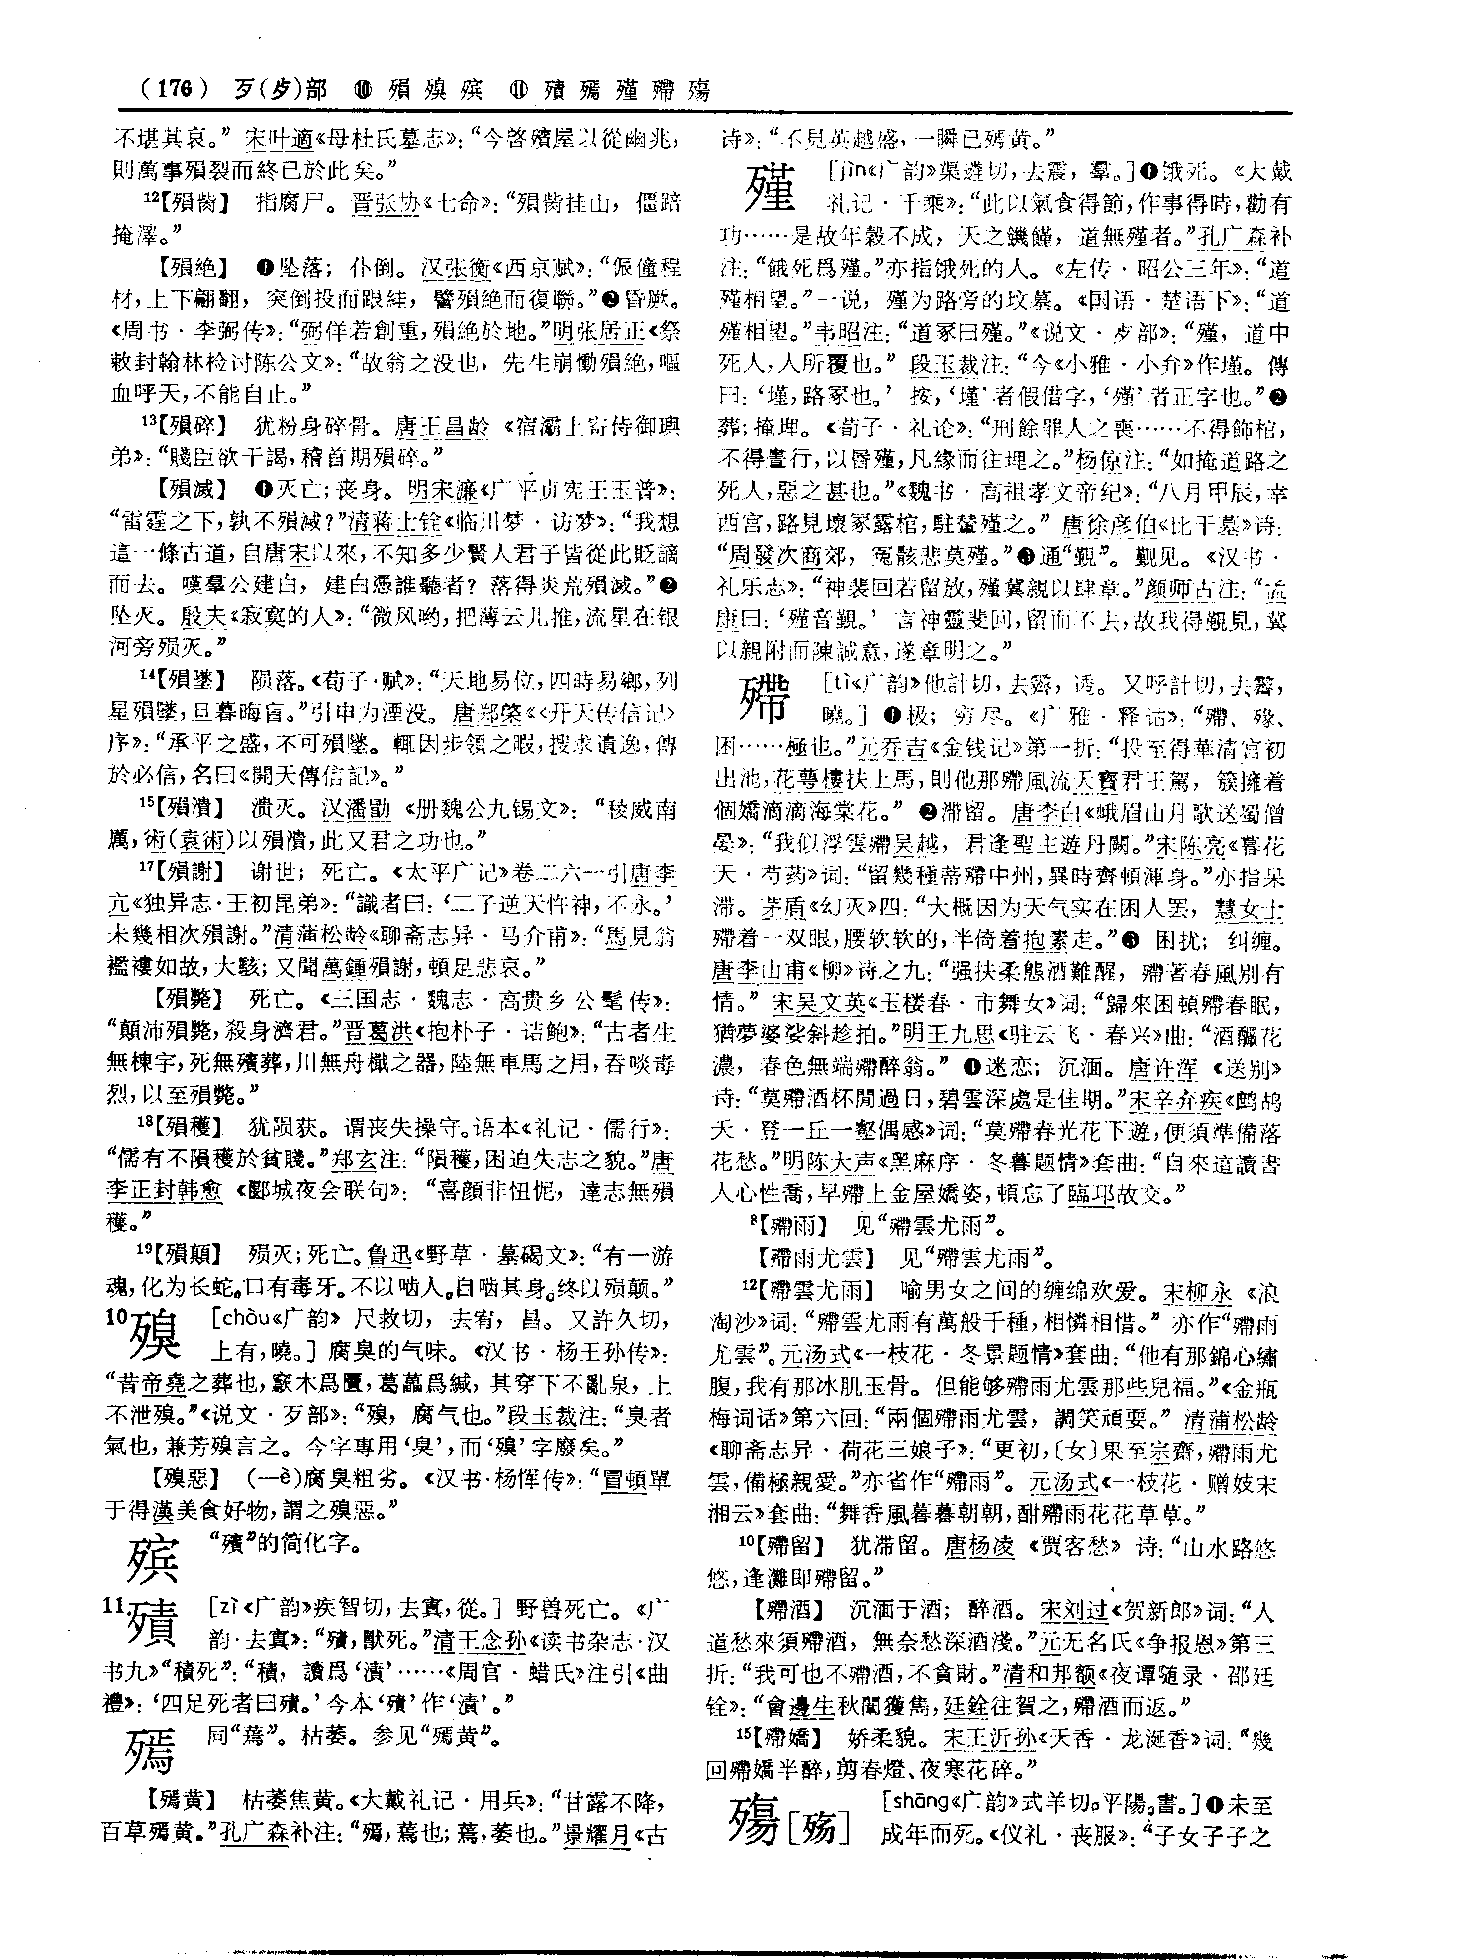 (176) 歹(歺)部 ⑩ 殞 殠 殡 ⑪ 殨 殢 殣 殢 殤
不堪其哀。”宋叶適《母杜氏墓志》：“今啓殯屋以從幽兆，
則萬事殞裂而終已於此矣。”
12【殞胔】 指腐尸。晋张协《七命》：“殞胔挂山，僵踣
掩澤。”
【殞絶】 ❶坠落；仆倒。汉张衡《西京赋》：“侲僮程
材，上下翩翻，突倒投而跟絓，譬殞絶而復聯。”❷昏厥。
《周书·李弼传》：“弼佯若創重，殞絶於地。”明张居正《祭
敕封翰林检讨陈公文》：“故翁之没也，先生崩慟殞絶，嘔
血呼天，不能自止。”
13【殞碎】 犹粉身碎骨。唐王昌龄《宿灞上寄侍御璵
弟》：“賤臣欲干謁，稽首期殞碎。”
【殞滅】 ❶灭亡；丧身。明宋濂《广平贞宪王玉普》：
“雷霆之下，孰不殞滅？”清蒋士铨《临川梦·访梦》：“我想
這一條古道，自唐宋以來，不知多少賢人君子皆從此貶謫
而去。嘆羣公建白，建白憑誰聽者？落得炎荒殞滅。”❷
坠灭。殷夫《寂寞的人》：“微风哟，把薄云儿推，流星在银
河旁殒灭。”
14【殞墜】 陨落。《荀子·赋》：“天地易位，四時易鄉，列
星殞墜，旦暮晦盲。”引申为湮没。唐郑棨《〈开天传信记〉
序》：“承平之盛，不可殞墜。輒因步領之暇，搜求遺逸，傳
於必信，名曰《開天傳信記》。”
15【殞潰】 溃灭。汉潘勖《册魏公九锡文》：“稜威南
厲，術(袁術)以殞潰，此又君之功也。”
17【殞謝】 谢世；死亡。《太平广记》卷二六一引唐李
亢《独异志·王初昆弟》：“識者曰：‘二子逆天忤神，不永。’
未幾相次殞謝。”清蒲松龄《聊斋志异·马介甫》：“馬見翁
襤褸如故，大駭；又聞萬鍾殞謝，頓足悲哀。”
【殞斃】 死亡。《三国志·魏志·高贵乡公髦传》：
“顛沛殞斃，殺身濟君。”晋葛洪《抱朴子·诘鲍》：“古者生
無棟宇，死無殯葬，川無舟檝之器，陸無車馬之用，吞啖毒
烈，以至殞斃。”
18【殞穫】 犹陨获。谓丧失操守。语本《礼记·儒行》：
“儒有不隕穫於貧賤。”郑玄注：“隕穫，困迫失志之貌。”唐
李正封韩愈《郾城夜会联句》：“喜顔非忸怩，達志無殞
穫。”
19【殞顛】 殒灭；死亡。鲁迅《野草·墓碣文》：“有一游
魂，化为长蛇。口有毒牙。不以啮人。自啮其身。终以殒颠。”
10殠 [chòu《广韵》尺救切，去宥，昌。又許久切，
上有，曉。]腐臭的气味。《汉书·杨王孙传》：
“昔帝堯之葬也，窾木爲匵，葛藟爲緘，其穿下不亂泉，上
不泄殠。”《说文·歹部》：“殠，腐气也。”段玉裁注：“臭者
氣也，兼芳殠言之。今字專用‘臭’，而‘殠’字廢矣。”
【殠惡】 (—è)腐臭粗劣。《汉书·杨恽传》：“冒頓單
于得漢美食好物，謂之殠惡。”
殡 “殯”的简化字。
11殨 [zì《广韵》疾智切，去寘，從。]野兽死亡。《广
韵·去寘》：“殨，獸死。”清王念孙《读书杂志·汉
书九》“積死”：“積，讀爲‘漬’……《周官·蜡氏》注引《曲
禮》：‘四足死者曰殨。’今本‘殨’作‘漬’。”
同“蔫”。枯萎。参见“黄”。
【黄】 枯萎焦黄。《大戴礼记·用兵》：“甘露不降，
百草黄。”孔广森补注：“，蔫也；蔫，萎也。”景耀月《古
诗》：“不見英越盛，一瞬已黄。”
殣 [jìn《广韵》渠遴切，去震，羣。]❶饿死。《大戴
礼记·千乘》：“此以氣食得節，作事得時，勸有
功……是故年穀不成，天之饑饉，道無殣者。”孔广森补
注：“餓死爲殣。”亦指饿死的人。《左传·昭公三年》：“道
殣相望。”一说，殣为路旁的坟墓。《国语·楚语下》：“道
殣相望。”韦昭注：“道冢曰殣。”《说文·歺部》：“殣，道中
死人，人所覆也。”段玉裁注：“今《小雅·小弁》作墐。傳
曰：‘墐，路冢也。’按，‘墐’者假借字，‘殣’者正字也。”❷
葬；掩埋。《荀子·礼论》：“刑餘罪人之喪……不得飾棺，
不得晝行，以昏殣，凡緣而往埋之。”杨倞注：“如掩道路之
死人，惡之甚也。”《魏书·高祖孝文帝纪》：“八月甲辰，幸
西宫，路見壞冢露棺，駐輦殣之。”唐徐彦伯《比干墓》诗：
“周發次商郊，冤骸悲莫殣。”❸通“覲”。覲见。《汉书·
礼乐志》：“神裴回若留放，殣冀親以肆章。”颜师古注：“孟
康曰：‘殣音覲。’言神靈裴回，留而不去，故我得覲見，冀
以親附而陳誠意，遂章明之。”
殢 [tì《广韵》他計切，去霽，透。又呼計切，去霽，
曉。]❶极；穷尽。《广雅·释诂》：“殢、殗、
困……極也。”元乔吉《金钱记》第一折：“投至得華清宫初
出池，花萼樓扶上馬，則他那殢風流天寳君王駕，簇擁着
個嬌滴滴海棠花。”❷滞留。唐李白《峨眉山月歌送蜀僧
晏》：“我似浮雲殢吴越，君逢聖主遊丹闕。”宋陈亮《暮花
天·芍药》词：“留幾種蒂殢中州，異時齊頓渾身。”亦指呆
滞。茅盾《幻灭》四：“大概因为天气实在困人罢，慧女士
殢着一双眼，腰软软的，半倚着抱素走。”❸困扰；纠缠。
唐李山甫《柳》诗之九：“强扶柔態酒難醒，殢著春風别有
情。”宋吴文英《玉楼春·市舞女》词：“歸來困頓殢春眠，
猶夢婆娑斜趁拍。”明王九思《驻云飞·春兴》曲：“酒釅花
濃，春色無端殢醉翁。”❹迷恋；沉湎。唐许浑《送别》
诗：“莫殢酒杯閒過日，碧雲深處是佳期。”宋辛弃疾《鹧鸪
天·登一丘一壑偶感》词：“莫殢春光花下遊，便須準備落
花愁。”明陈大声《黑麻序·冬暮题情》套曲：“自來這讀書
人心性喬，早殢上金屋嬌姿，頓忘了臨邛故交。”
8【殢雨】 见“殢雲尤雨”。
【殢雨尤雲】 见“殢雲尤雨”。
12【殢雲尤雨】 喻男女之间的缠绵欢爱。宋柳永《浪
淘沙》词：“殢雲尤雨有萬般千種，相憐相惜。”亦作“殢雨
尤雲”。元汤式《一枝花·冬景题情》套曲：“他有那錦心繡
腹，我有那冰肌玉骨。但能够殢雨尤雲那些兒福。”《金瓶
梅词话》第六回：“兩個殢雨尤雲，調笑頑耍。”清蒲松龄
《聊斋志异·荷花三娘子》：“更初，〔女〕果至宗齋，殢雨尤
雲，備極親愛。”亦省作“殢雨”。元汤式《一枝花·赠妓宋
湘云》套曲：“舞香風暮暮朝朝，酣殢雨花花草草。”
10【殢留】 犹滞留。唐杨凌《贾客愁》诗：“山水路悠
悠，逢灘即殢留。”
【殢酒】 沉湎于酒；醉酒。宋刘过《贺新郎》词：“人
道愁來須殢酒，無奈愁深酒淺。”元无名氏《争报恩》第三
折：“我可也不殢酒，不貪財。”清和邦额《夜谭随录·邵廷
铨》：“會邊生秋闈獲雋，廷銓往賀之，殢酒而返。”
15【殢嬌】 娇柔貌。宋王沂孙《天香·龙涎香》词：“幾
回殢嬌半醉，剪春燈、夜寒花碎。”
殤[殇] [shāng《广韵》式羊切，平陽，書。]❶未至
成年而死。《仪礼·丧服》：“子女子子之